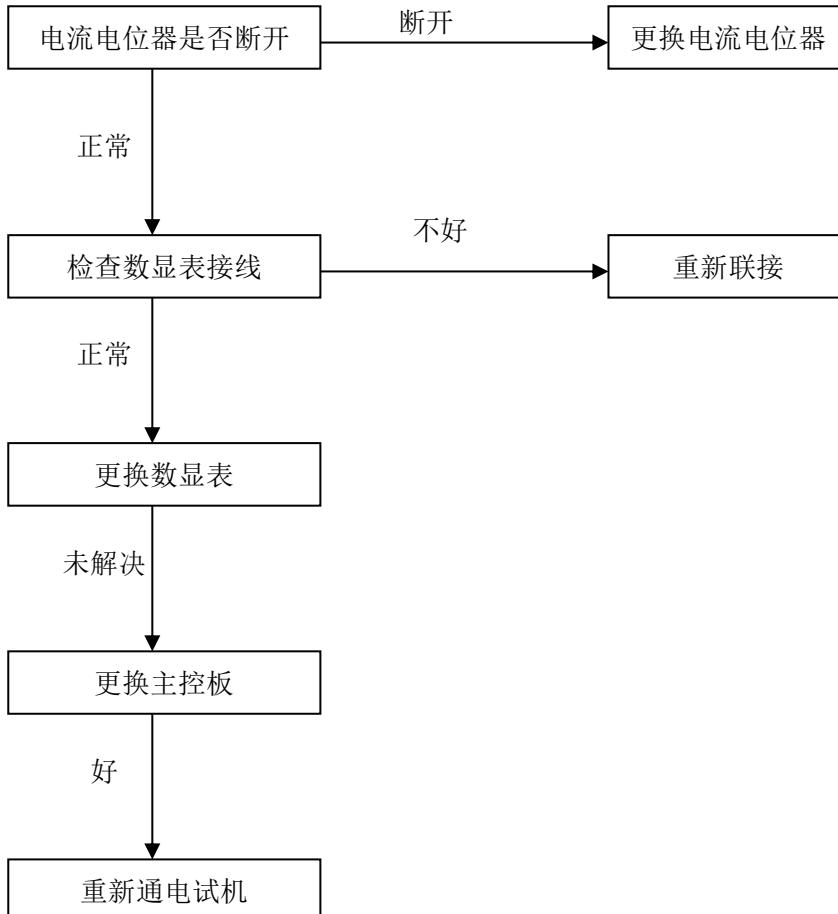 电流电位器是否断开
断开
更换电流电位器
正常
检查数显表接线
不好
重新联接
正常
更换数显表
未解决
更换主控板
好
重新通电试机